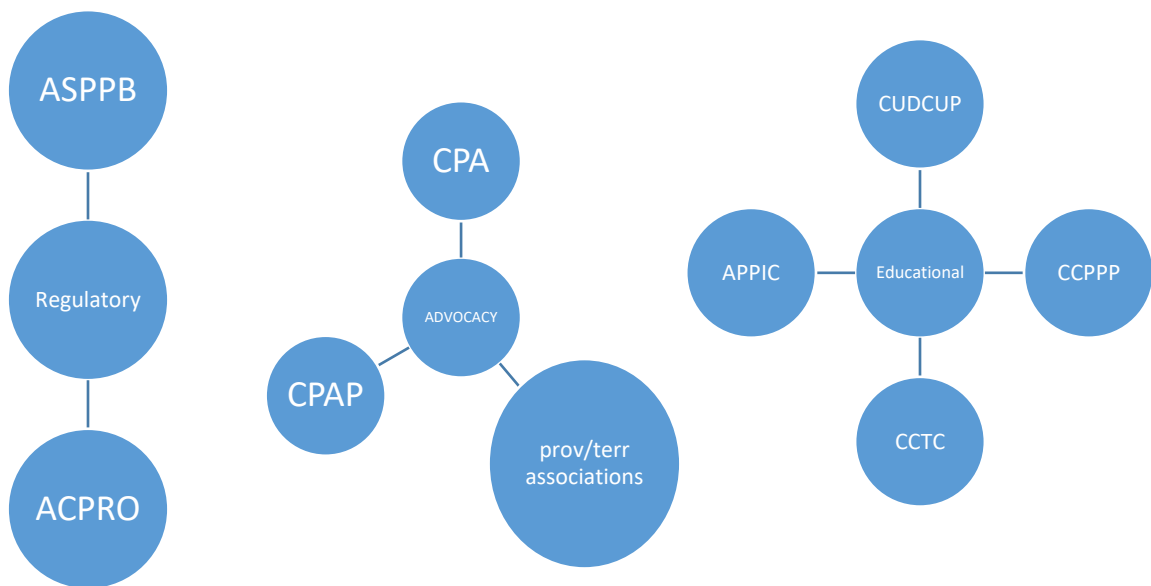 ASPPB
Regulatory
ACPRO
CPA
ADVOCACY
CPAP
prov/terr
associations
CUDCUP
APPIC
Educational
CCPPP
CCTC